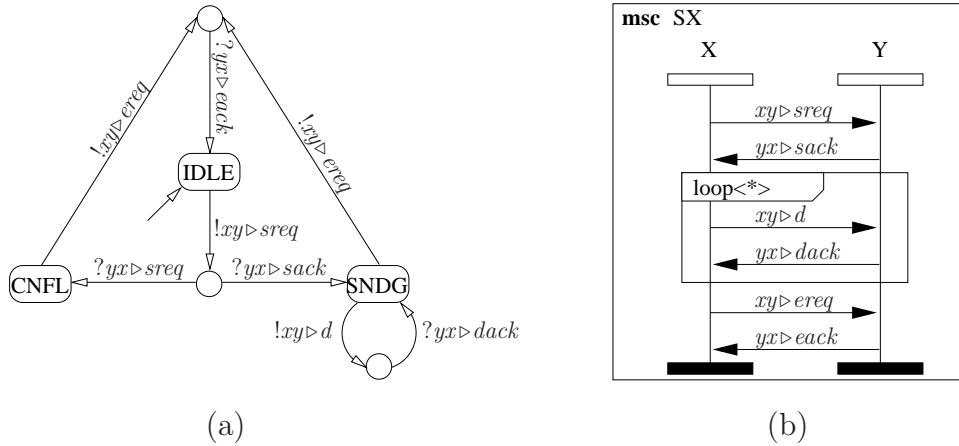 !xy▷ereq
?yx▷eack
!xy▷ereq
IDLE
!xy▷sreq
?yx▷sreq
?yx▷sack
CNFL
SNDG
!xy▷d
?yx▷dack
(a)
msc SX
X Y
xy▷sreq
yx▷sack
loop<*>
xy▷d
yx▷dack
xy▷ereq
yx▷eack
(b)